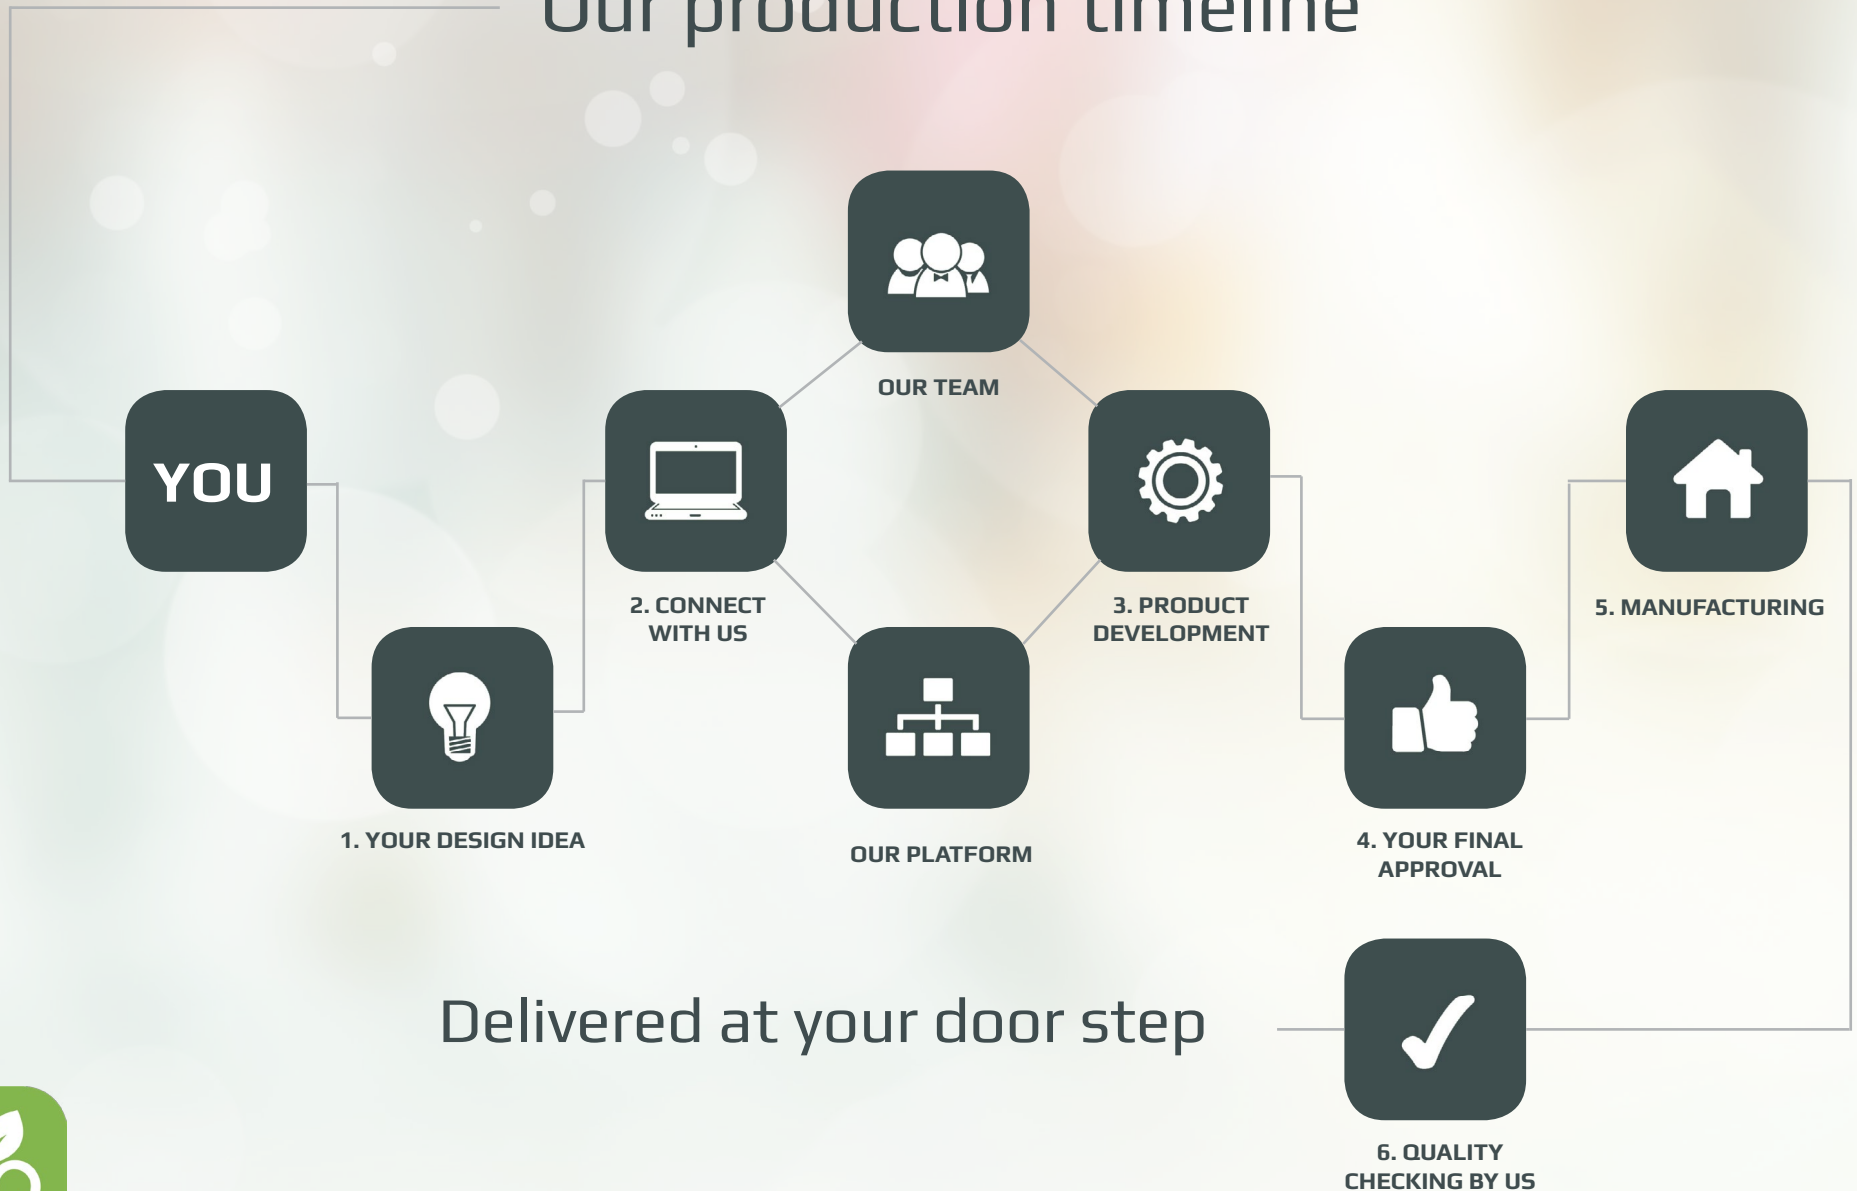 Our production timeline
OUR TEAM
YOU
2. CONNECT
WITH US
3. PRODUCT
DEVELOPMENT
5. MANUFACTURING
1. YOUR DESIGN IDEA
OUR PLATFORM
4. YOUR FINAL
APPROVAL
Delivered at your door step
6. QUALITY
CHECKING BY US